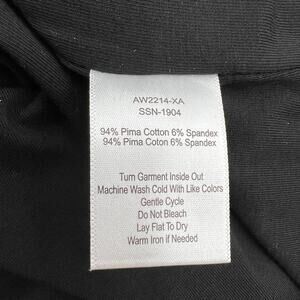 AW2214-XA
SSN-1904
94% Pima Cotton 6% Spandex
94% Pima Coton 6% Spandex
Turn Garment Inside Out
Machine Wash Cold With Like Colors
Gentle Cycle
Do Not Bleach
Lay Flat To Dry
Warm Iron if Needed